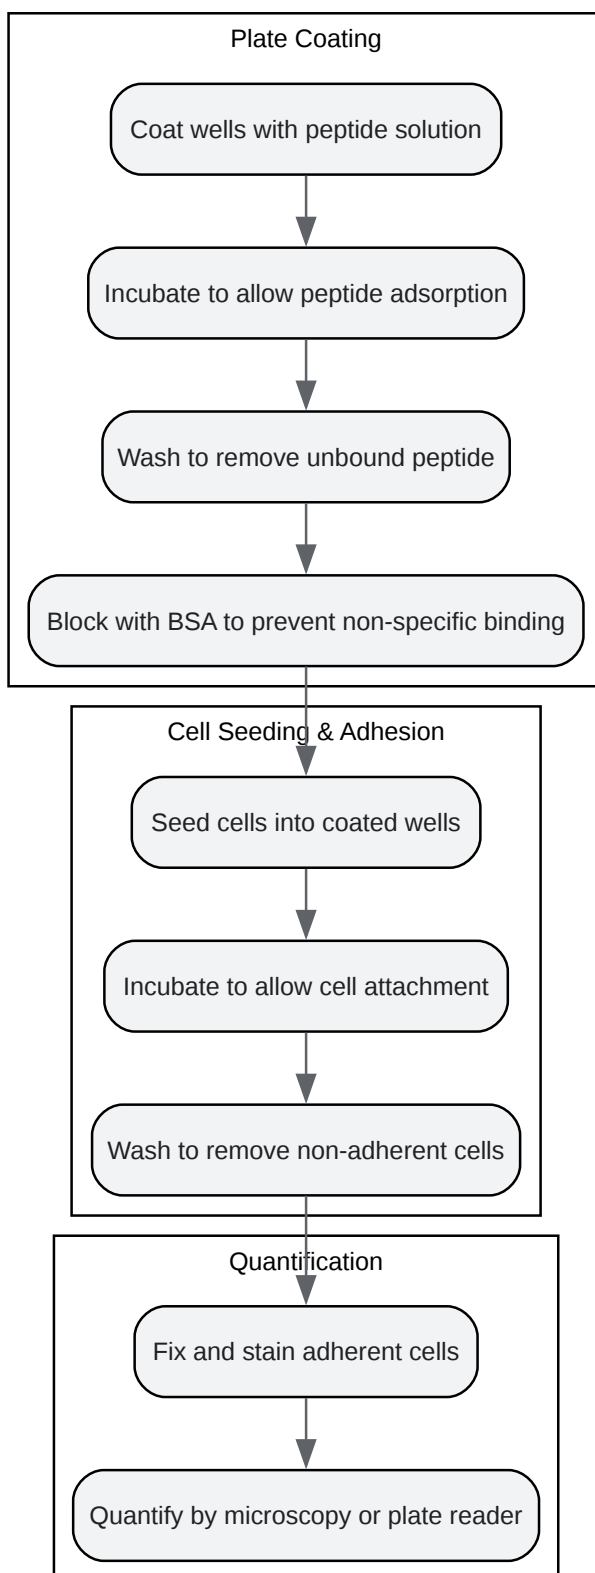 Plate Coating
Coat wells with peptide solution
Incubate to allow peptide adsorption
Wash to remove unbound peptide
Block with BSA to prevent non-specific binding
Cell Seeding & Adhesion
Seed cells into coated wells
Incubate to allow cell attachment
Wash to remove non-adherent cells
Quantification
Fix and stain adherent cells
Quantify by microscopy or plate reader